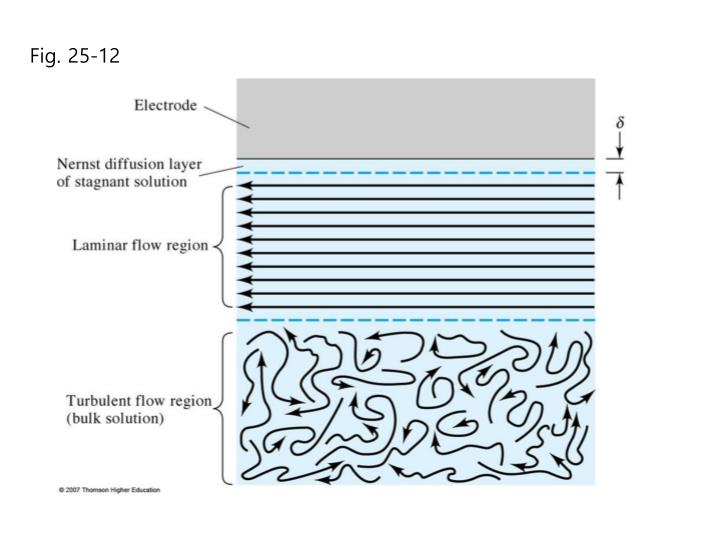 Fig. 25-12
Electrode
δ
Nernst diffusion layer
of stagnant solution
Laminar flow region
Turbulent flow region
(bulk solution)
© 2007 Thomson Higher Education